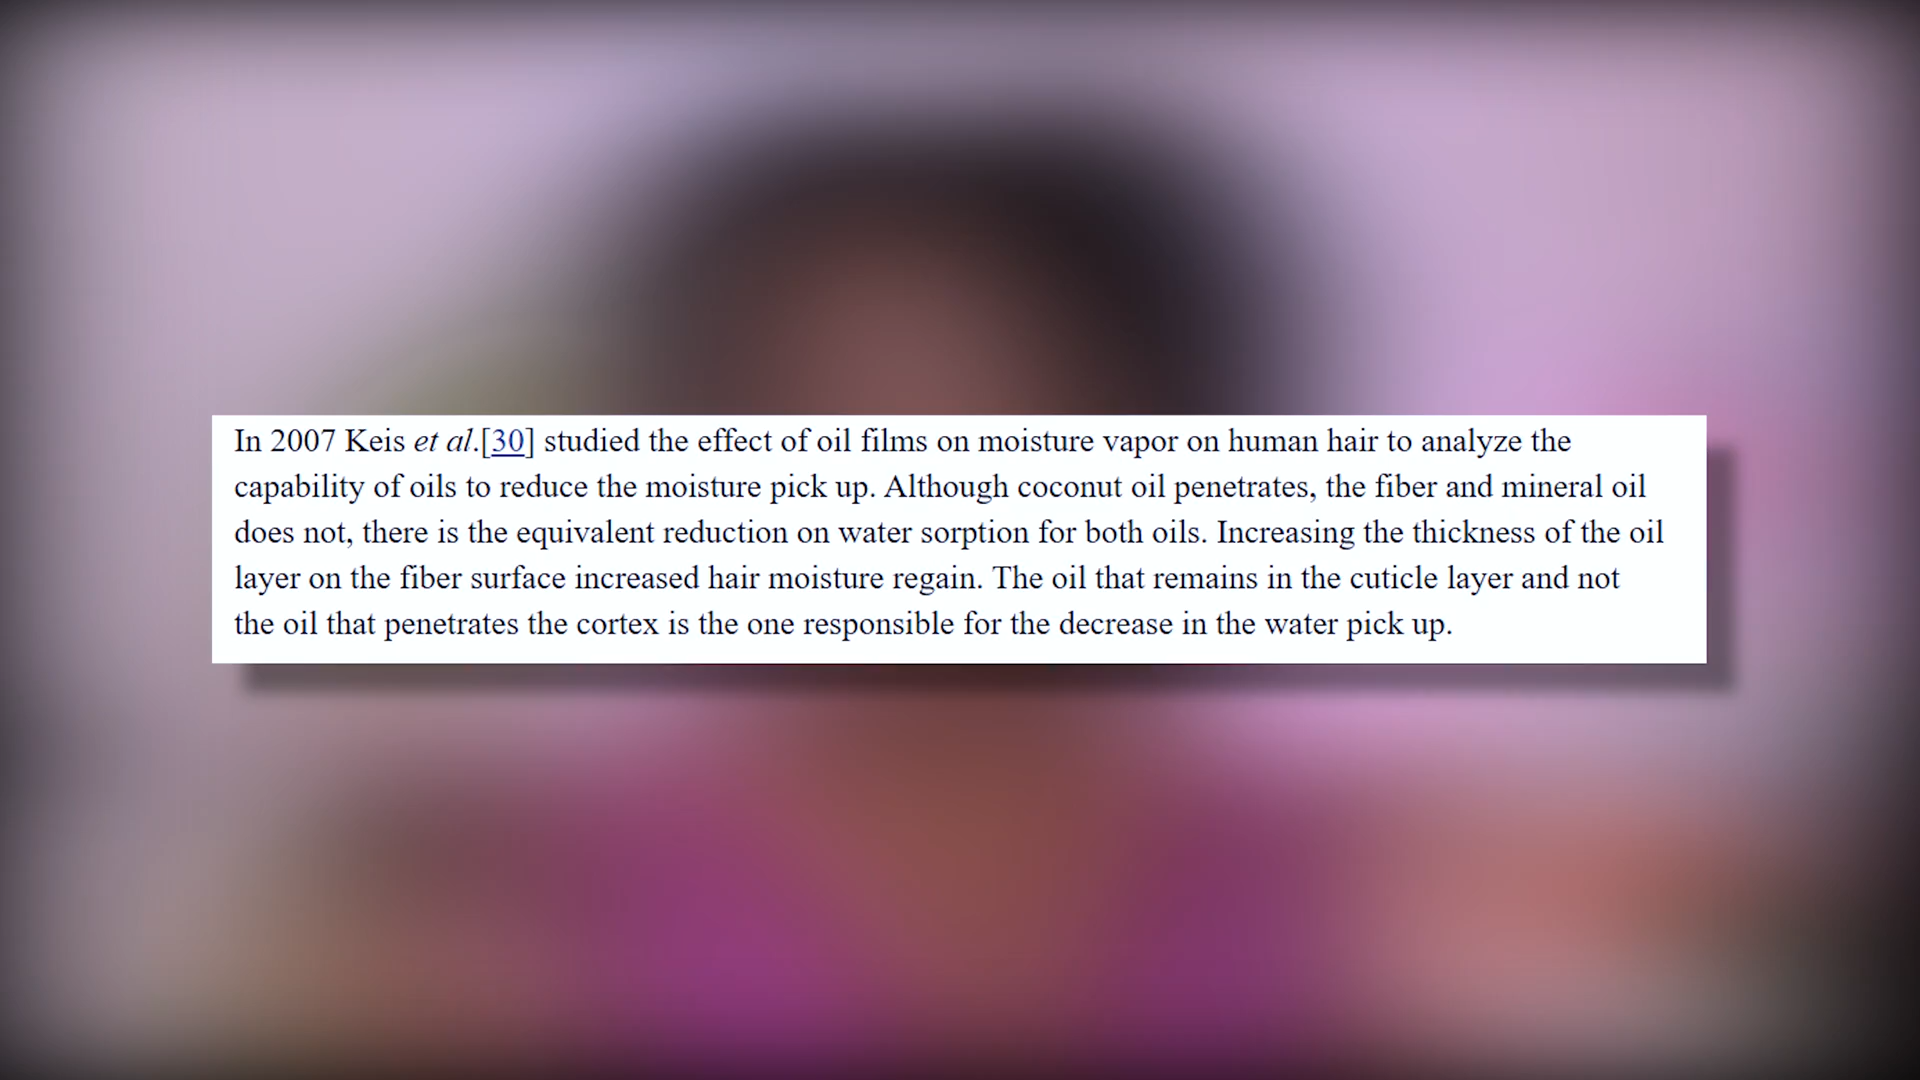 In 2007 Keis et al.[30] studied the effect of oil films on moisture vapor on human hair to analyze the
capability of oils to reduce the moisture pick up. Although coconut oil penetrates, the fiber and mineral oil
does not, there is the equivalent reduction on water sorption for both oils. Increasing the thickness of the oil
layer on the fiber surface increased hair moisture regain. The oil that remains in the cuticle layer and not
the oil that penetrates the cortex is the one responsible for the decrease in the water pick up.